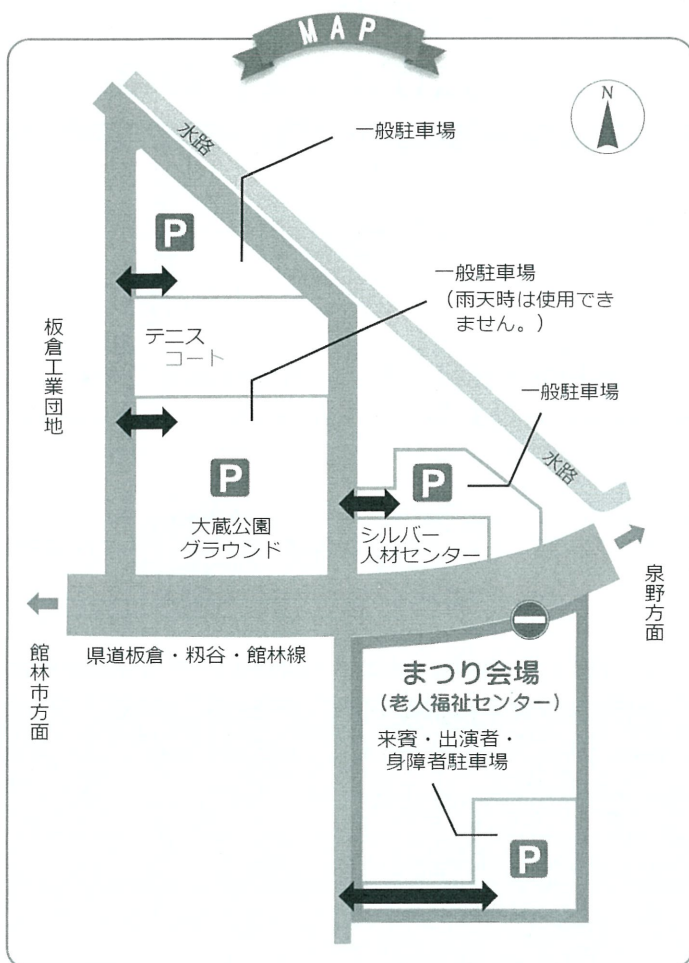 MAP
N
水路
一般駐車場
P
一般駐車場
(雨天時は使用でき
ません。)
板倉工業団地
テニス
コート
一般駐車場
P
P
水路
大蔵公園
グラウンド
シルバー
人材センター
泉野方面
館林市方面
県道板倉・籾谷・館林線
まつり会場
(老人福祉センター)
来賓・出演者・
身障者駐車場
P